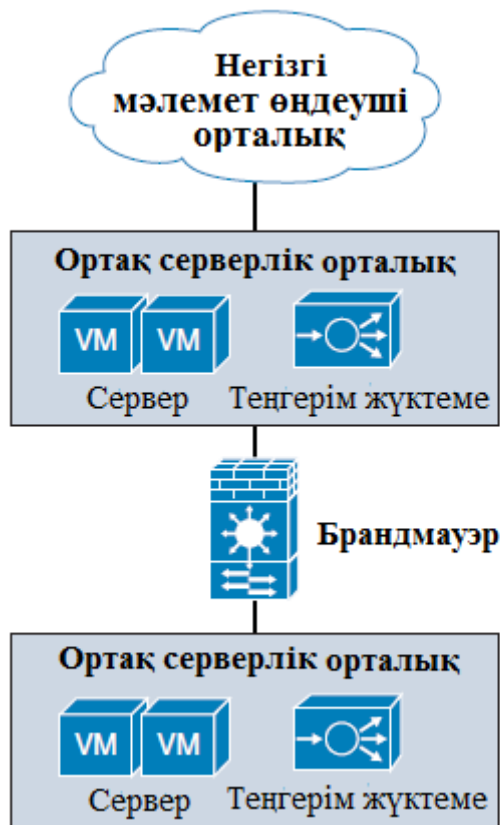 Негізгі
мәлемет өңдеуші
орталық
Ортақ серверлік орталық
VM VM
Сервер Теңгерім жүктеме
Брандмауэр
Ортақ серверлік орталық
VM VM
Сервер Теңгерім жүктеме